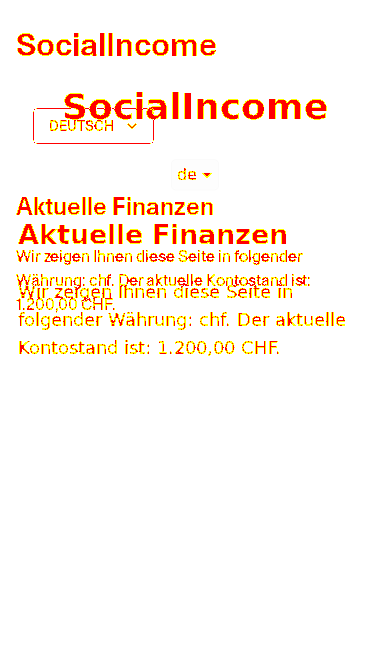 SocialIncome
SocialIncome
DEUTSCH
de
Aktuelle Finanzen
Aktuelle Finanzen
Wir zeigen Ihnen diese Seite in folgender
Währung: chf. Der aktuelle Kontostand ist:
Wir zeigen Ihnen diese Seite in
1.200,00 CHF.
folgender Währung: chf. Der aktuelle
Kontostand ist: 1.200,00 CHF.